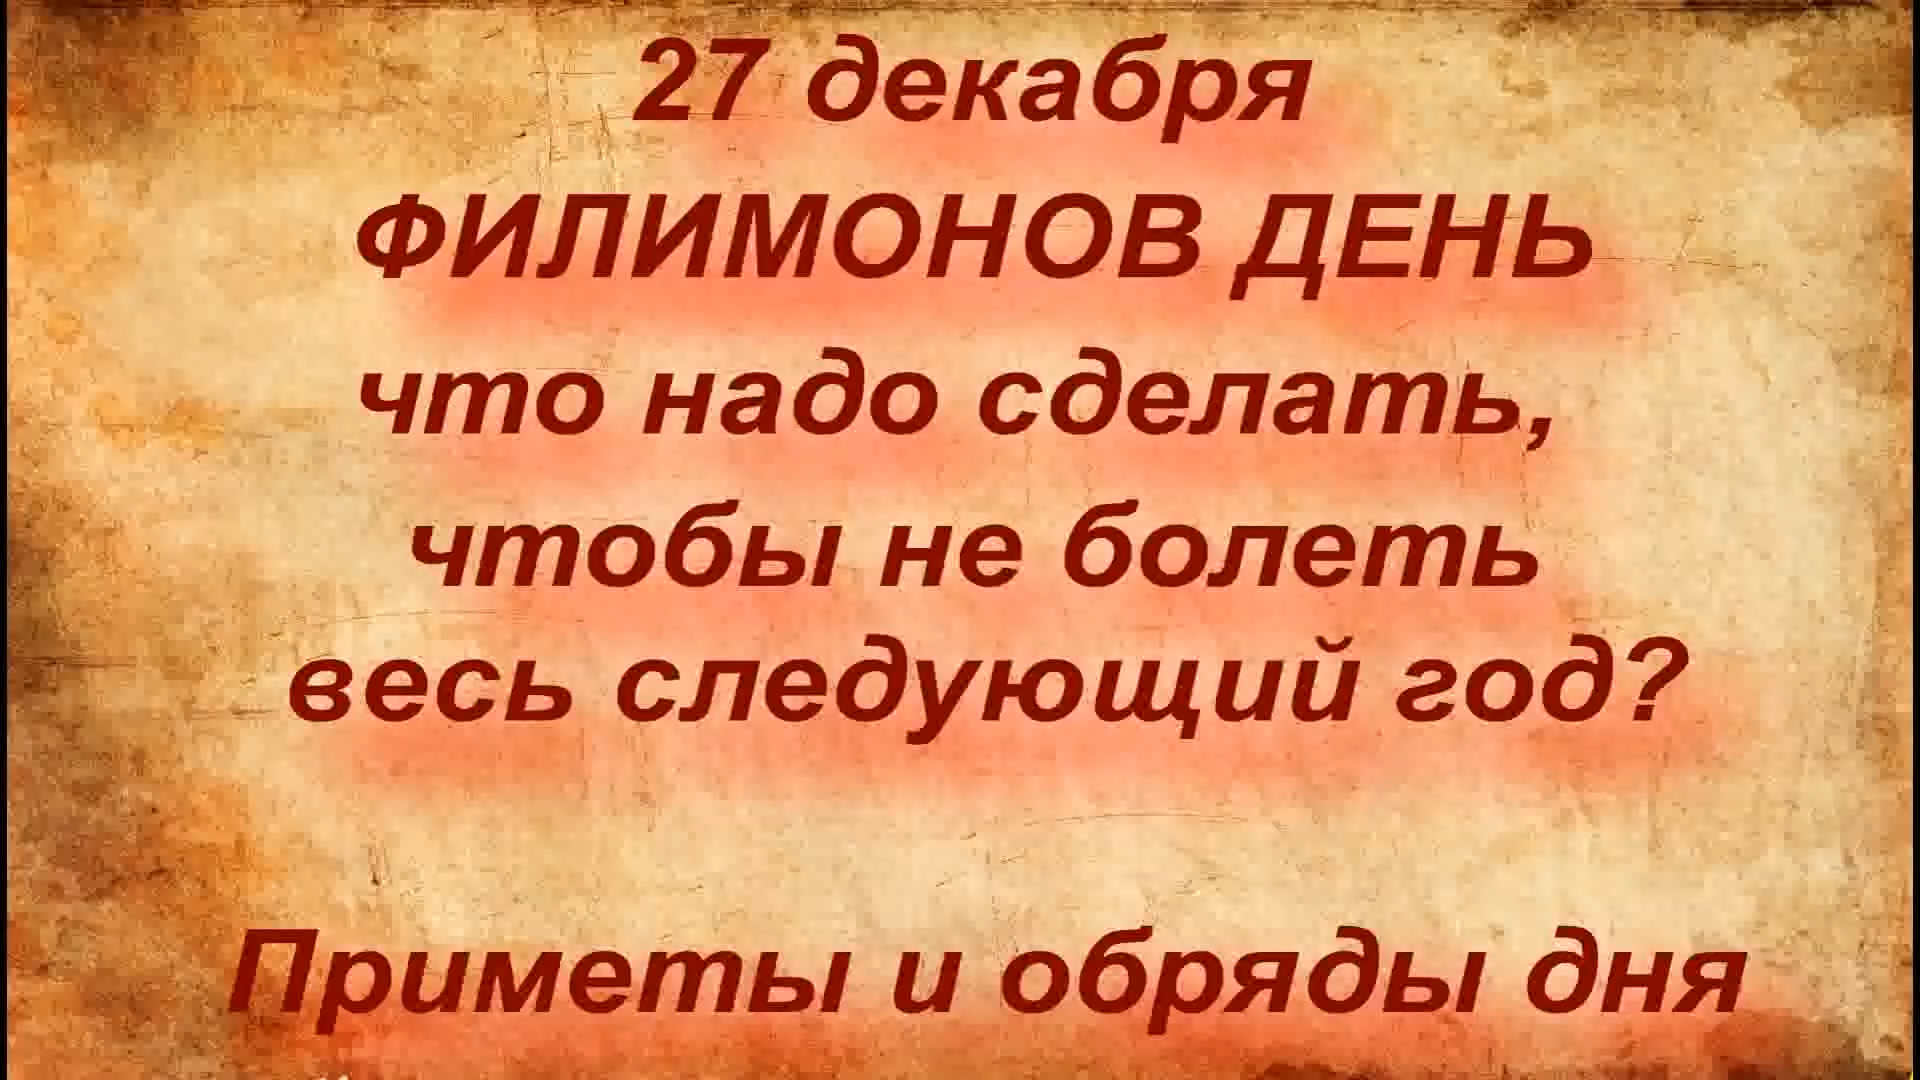 27 декабря
ФИЛИМОНОВ ДЕНЬ
что надо сделать,
чтобы не болеть
весь следующий год?
Приметы и обряды дня